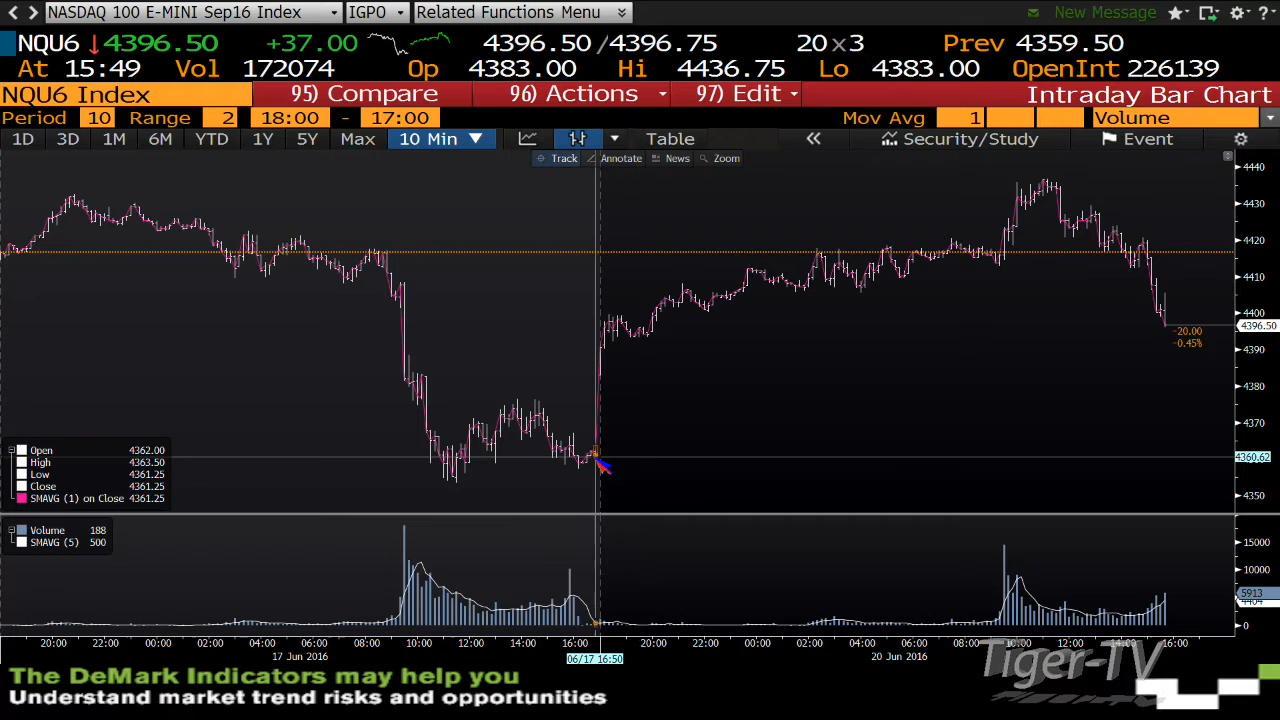 NASDAQ 100 E-MINI Sep16 Index IGPO Related Functions Menu New Message
NQU6 4396.50 +37.00 4396.50/4396.75 20x3 Prev 4359.50
At 15:49 Vol 172074 Op 4383.00 Hi 4436.75 Lo 4383.00 OpenInt 226139
NQU6 Index 95) Compare 96) Actions 97) Edit Intraday Bar Chart
Period 10 Range 2 18:00 - 17:00 Mov Avg 1 Volume
1D 3D 1M 6M YTD 1Y 5Y Max 10 Min Table « Security/Study Event
Track Annotate News Zoom
4440
4430
4420
4410
4400
4396.50
-20.00
-0.45%
4390
4380
4370
4360.62
4350
Open 4362.00
High 4363.50
Low 4361.25
Close 4361.25
SMAVG (1) on Close 4361.25
Volume 188
SMAVG (5) 500
15000
10000
5913
4404
0
20:00 22:00 00:00 02:00 04:00 06:00 08:00 10:00 12:00 14:00 16:00 20:00 22:00 00:00 02:00 04:00 06:00 08:00 10:00 12:00 14:00 16:00
17 Jun 2016 06/17 16:50 20 Jun 2016
Tiger-TV
The DeMark Indicators may help you
Understand market trend risks and opportunities